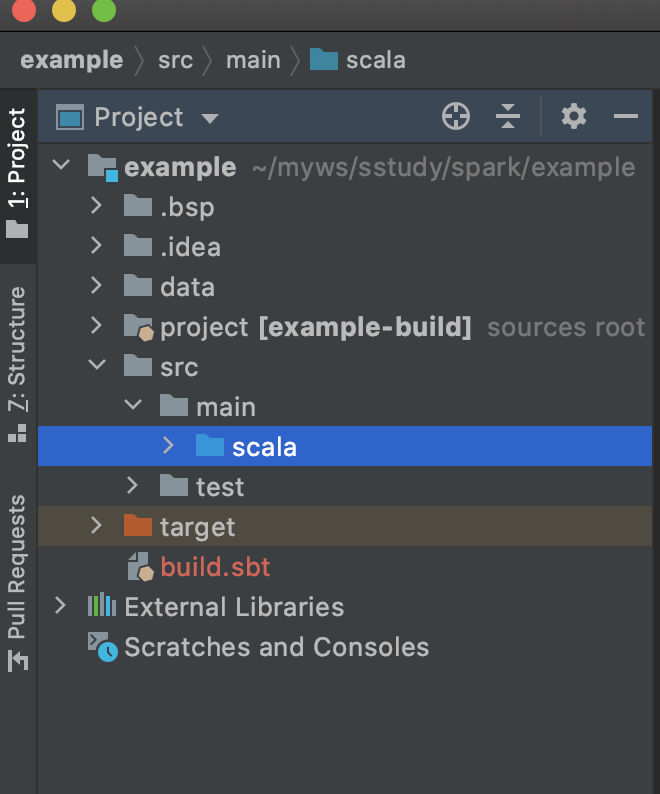 example src main scala
Project
example ~/myws/sstudy/spark/example
.bsp
.idea
data
project [example-build] sources root
src
main
scala
test
target
build.sbt
External Libraries
Scratches and Consoles
1: Project
7: Structure
Pull Requests